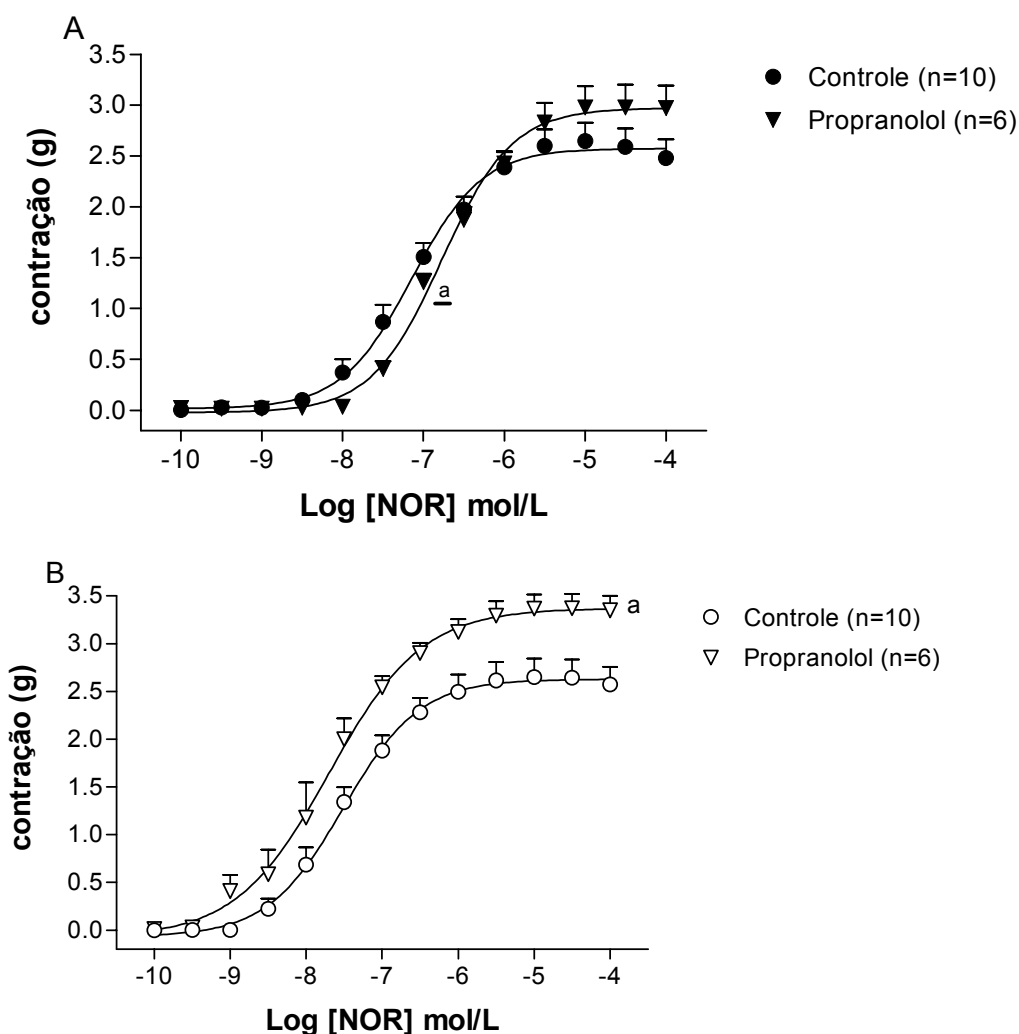 A
3.5
3.0
2.5
2.0
1.5
1.0
0.5
0.0
contração (g)
-10
-9
-8
-7
-6
-5
-4
Log [NOR] mol/L
a
Controle (n=10)
Propranolol (n=6)
B
3.5
3.0
2.5
2.0
1.5
1.0
0.5
0.0
contração (g)
-10
-9
-8
-7
-6
-5
-4
Log [NOR] mol/L
a
Controle (n=10)
Propranolol (n=6)